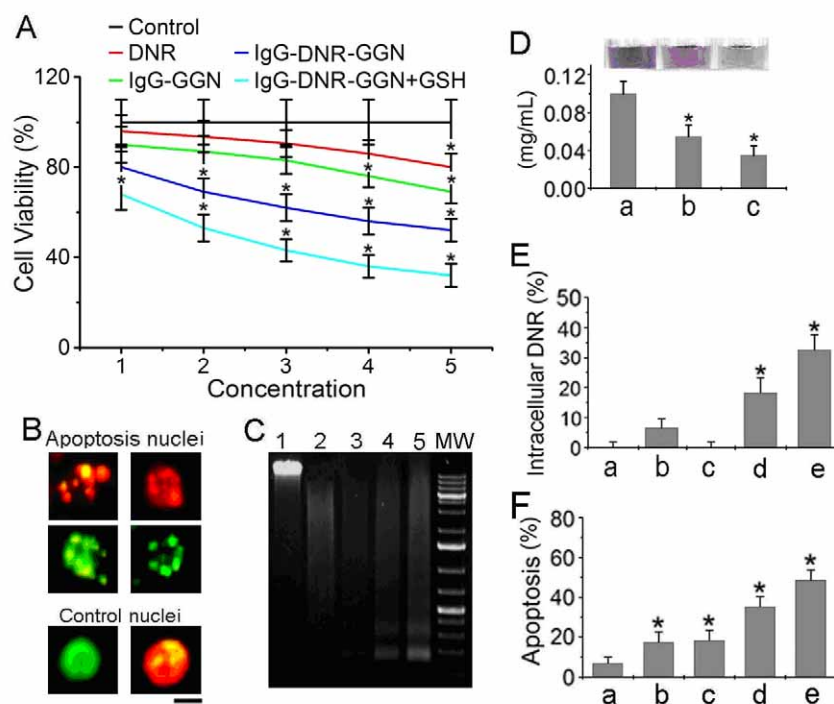 A
Control
DNR
IgG-GGN
IgG-DNR-GGN
IgG-DNR-GGN+GSH
Cell Viability (%)
120
80
40
0
* * * * *
* * * *
* *
*
1 2 3 4 5
Concentration
B
Apoptosis nuclei
Control nuclei
C
1 2 3 4 5 MW
D
(mg/mL)
0.12
0.08
0.04
0.00
* *
a b c
E
Intracellular DNR (%)
50
40
30
20
10
0
* *
a b c d e
F
Apoptosis (%)
80
60
40
20
0
* * * *
a b c d e